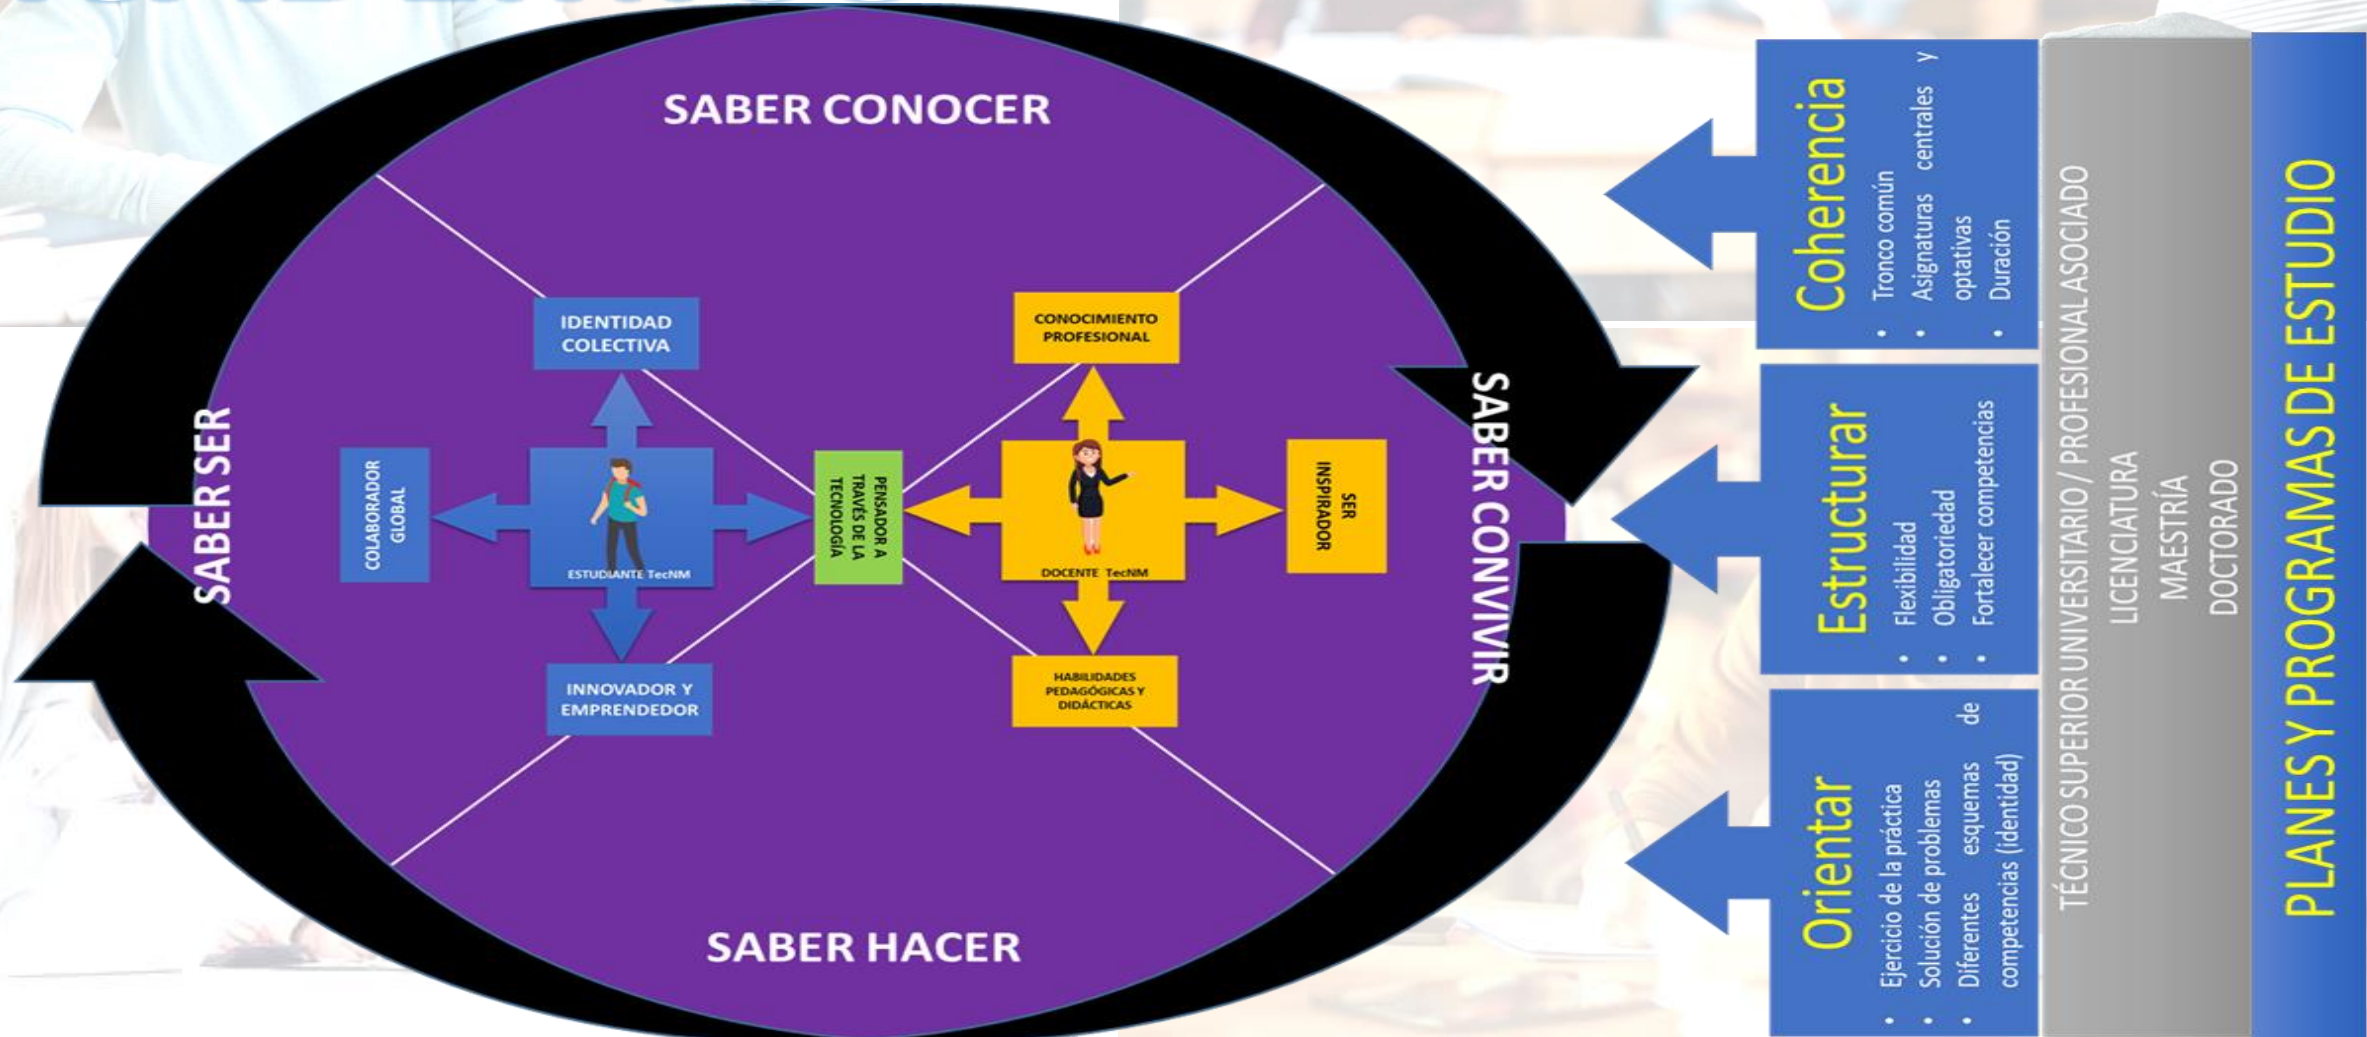 SABER CONOCER
SABER SER
IDENTIDAD
COLECTIVA
COLABORADOR
GLOBAL
ESTUDIANTE TecNM
INNOVADOR Y
EMPRENDEDOR
PENSADOR A
TRAVÉS DE LA
TECNOLOGÍA
CONOCIMIENTO
PROFESIONAL
DOCENTE TecNM
SER
INSPIRADOR
HABILIDADES
PEDAGÓGICAS Y
DIDÁCTICAS
SABER CONVIVIR
SABER HACER
Coherencia
• Tronco común
• Asignaturas centrales y
optativas
• Duración
Estructurar
• Flexibilidad
• Obligatoriedad
• Fortalecer competencias
Orientar
• Ejercicio de la práctica
• Solución de problemas
• Diferentes esquemas de
competencias (identidad)
TÉCNICO SUPERIOR UNIVERSITARIO / PROFESIONAL ASOCIADO
LICENCIATURA
MAESTRÍA
DOCTORADO
PLANES Y PROGRAMAS DE ESTUDIO